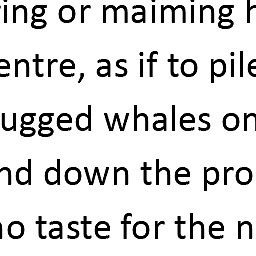 ing or maiming h
entre, as if to pile
ugged whales on
nd down the pro
no taste for the n